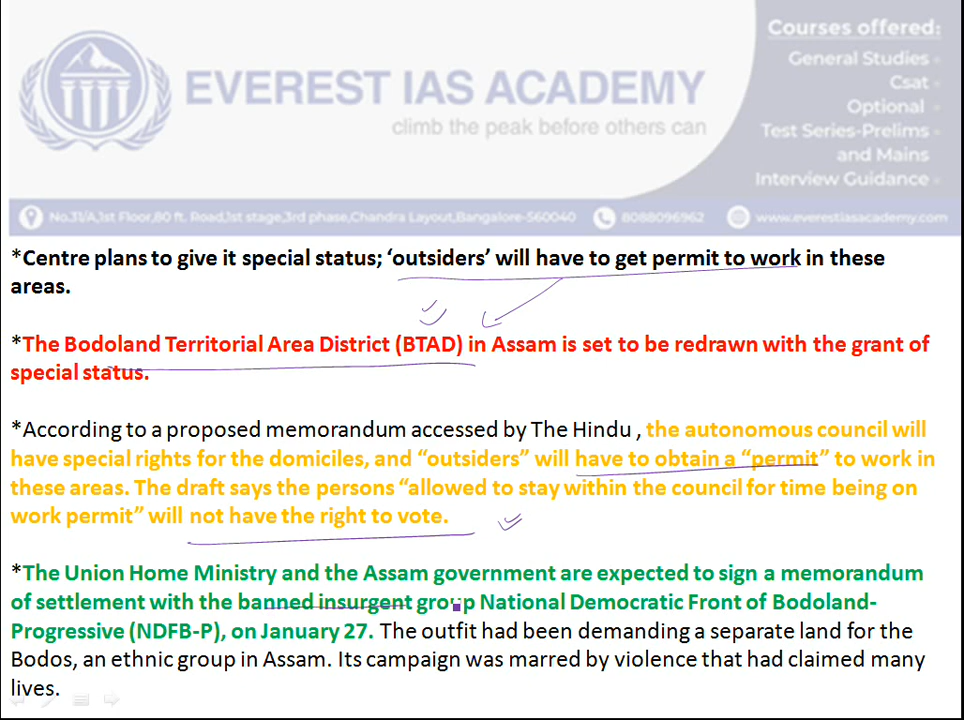 Courses offered:
General Studies
Csat
EVEREST IAS ACADEMY
Optional
climb the peak before others can
Test Series-Prelims
and Mains
Interview Guidance
No.31/A,1st Floor,80 ft. Road,1st stage,3rd phase,Chandra Layout,Bangalore-560040 8088096962 www.everestiasacademy.com
*Centre plans to give it special status; ‘outsiders’ will have to get permit to work in these
areas.
*The Bodoland Territorial Area District (BTAD) in Assam is set to be redrawn with the grant of
special status.
*According to a proposed memorandum accessed by The Hindu , the autonomous council will
have special rights for the domiciles, and “outsiders” will have to obtain a “permit” to work in
these areas. The draft says the persons “allowed to stay within the council for time being on
work permit” will not have the right to vote.
*The Union Home Ministry and the Assam government are expected to sign a memorandum
of settlement with the banned insurgent group National Democratic Front of Bodoland-
Progressive (NDFB-P), on January 27. The outfit had been demanding a separate land for the
Bodos, an ethnic group in Assam. Its campaign was marred by violence that had claimed many
lives.